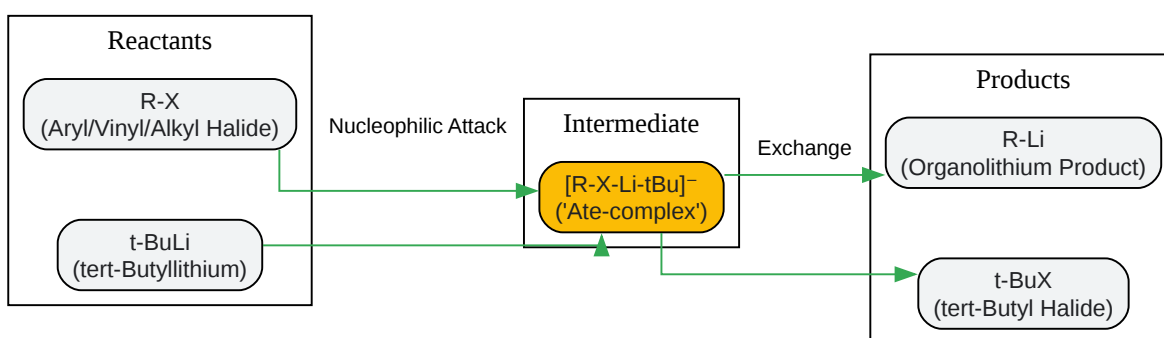 Reactants
R-X
(Aryl/Vinyl/Alkyl Halide)
t-BuLi
(tert-Butyllithium)
Nucleophilic Attack
Intermediate
[R-X-Li-tBu]⁻
('Ate-complex')
Exchange
Products
R-Li
(Organolithium Product)
t-BuX
(tert-Butyl Halide)